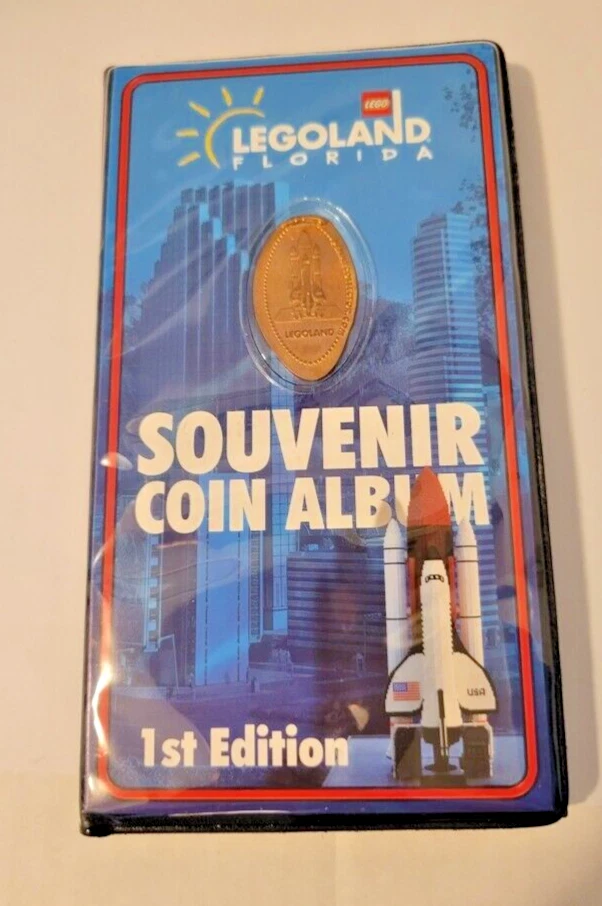 LEGO
LEGOLAND
FLORIDA
LEGOLAND
SOUVENIR
COIN ALBUM
USA
1st Edition